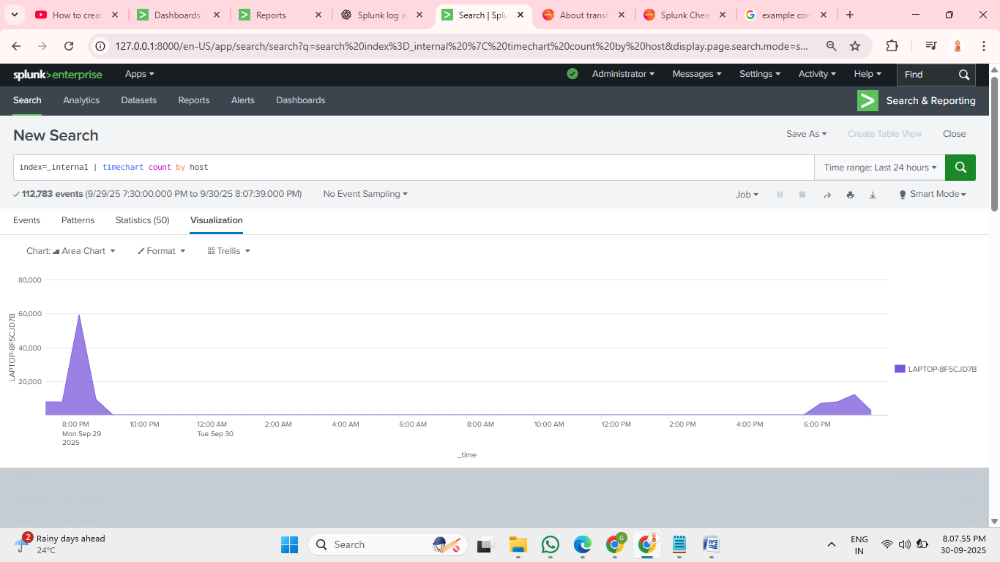 How to creat
Dashboards
Reports
Splunk log a
Search | Splu
About transf
Splunk Chea
example con
127.0.0.1:8000/en-US/app/search/search?q=search%20index%3D_internal%20%7C%20timechart%20count%20by%20host&display.page.search.mode=s...
splunk>enterprise Apps Administrator Messages Settings Activity Help Find
Search Analytics Datasets Reports Alerts Dashboards Search & Reporting
New Search Save As Create Table View Close
index=_internal | timechart count by host Time range: Last 24 hours
112,783 events (9/29/25 7:30:00.000 PM to 9/30/25 8:07:39.000 PM) No Event Sampling Job Smart Mode
Events Patterns Statistics (50) Visualization
Chart: Area Chart Format Trellis
80,000
60,000
40,000
20,000
LAPTOP-8F5CJD7B
LAPTOP-8F5CJD7B
8:00 PM 10:00 PM 12:00 AM 2:00 AM 4:00 AM 6:00 AM 8:00 AM 10:00 AM 12:00 PM 2:00 PM 4:00 PM 6:00 PM
Mon Sep 29 Tue Sep 30
2025
_time
2
Rainy days ahead
24°C
Search
G
ENG
IN
8.07.55 PM
30-09-2025